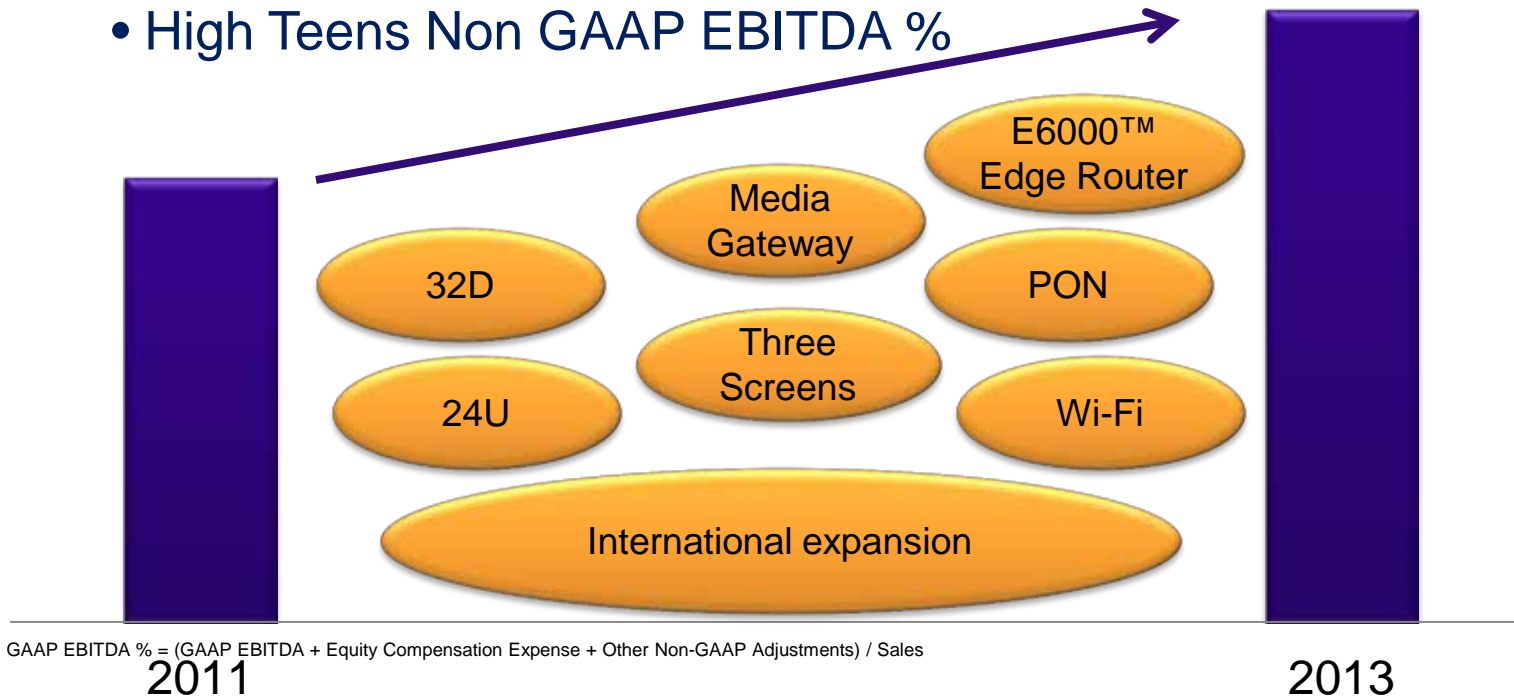 • High Teens Non GAAP EBITDA %
E6000™
Edge Router
Media
Gateway
32D
PON
Three
Screens
24U
Wi-Fi
International expansion
GAAP EBITDA % = (GAAP EBITDA + Equity Compensation Expense + Other Non-GAAP Adjustments) / Sales
2011
2013